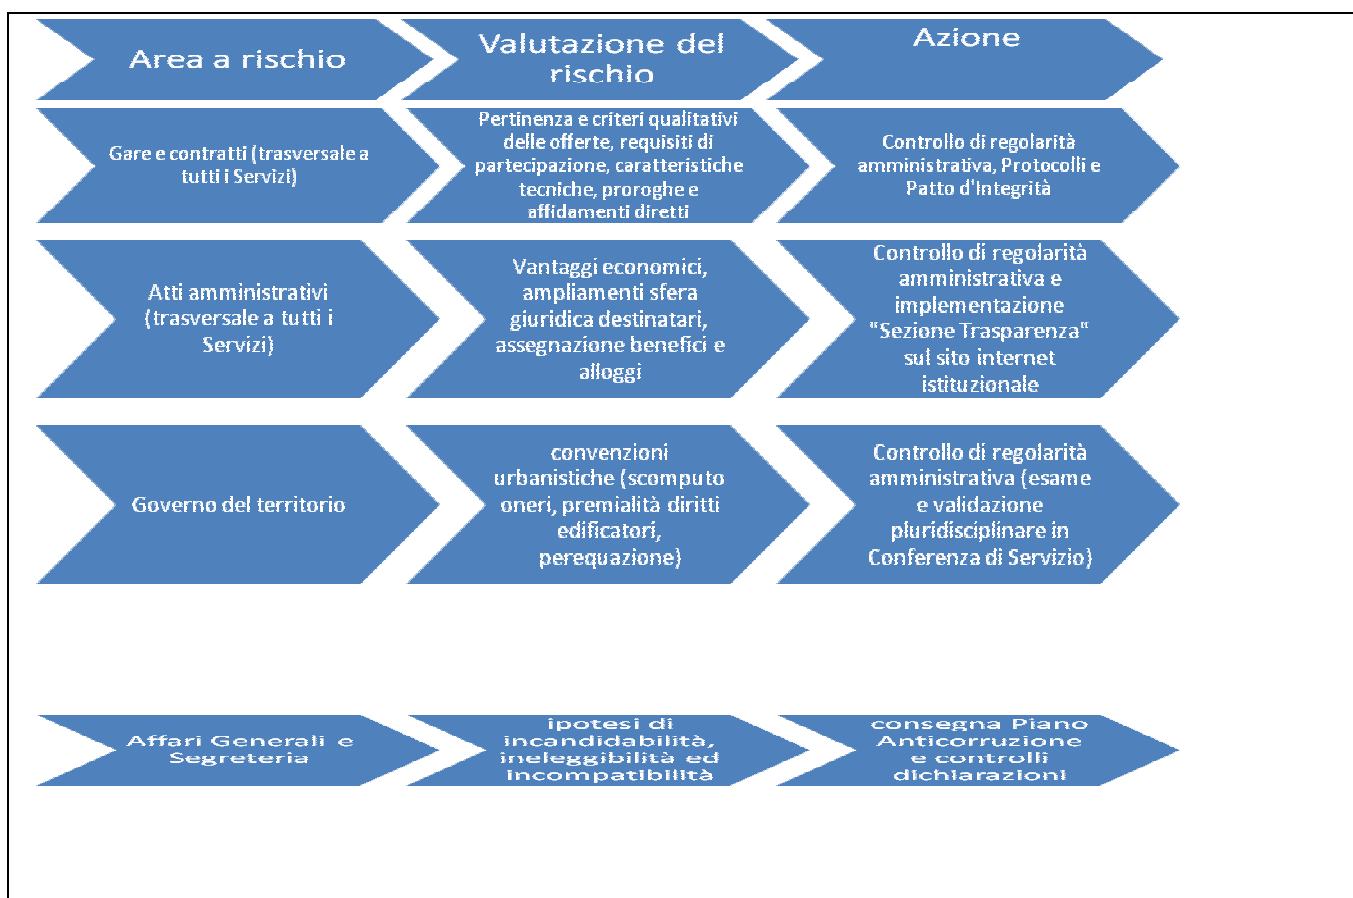 Area a rischio
Valutazione del
rischio
Azione
Gare e contratti (trasversale a
tutti i Servizi)
Pertinenza e criteri qualitativi
delle offerte, requisiti di
partecipazione, caratteristiche
tecniche, proroghe e
affidamenti diretti
Controllo di regolarità
amministrativa, Protocolli e
Patto d'Integrità
Atti amministrativi
(trasversale a tutti i
Servizi)
Vantaggi economici,
ampliamenti sfera
giuridica destinatari,
assegnazione benefici e
alloggi
Controllo di regolarità
amministrativa e
implementazione
"Sezione Trasparenza"
sul sito internet
istituzionale
Governo del territorio
convenzioni
urbanistiche (scomputo
oneri, premialità diritti
edificatori,
perequazione)
Controllo di regolarità
amministrativa (esame
e validazione
pluridisciplinare in
Conferenza di Servizio)
Affari Generali e
Segreteria
ipotesi di
incandidabilità,
ineleggibilità ed
incompatibilità
consegna Piano
Anticorruzione
e controlli
dichiarazioni